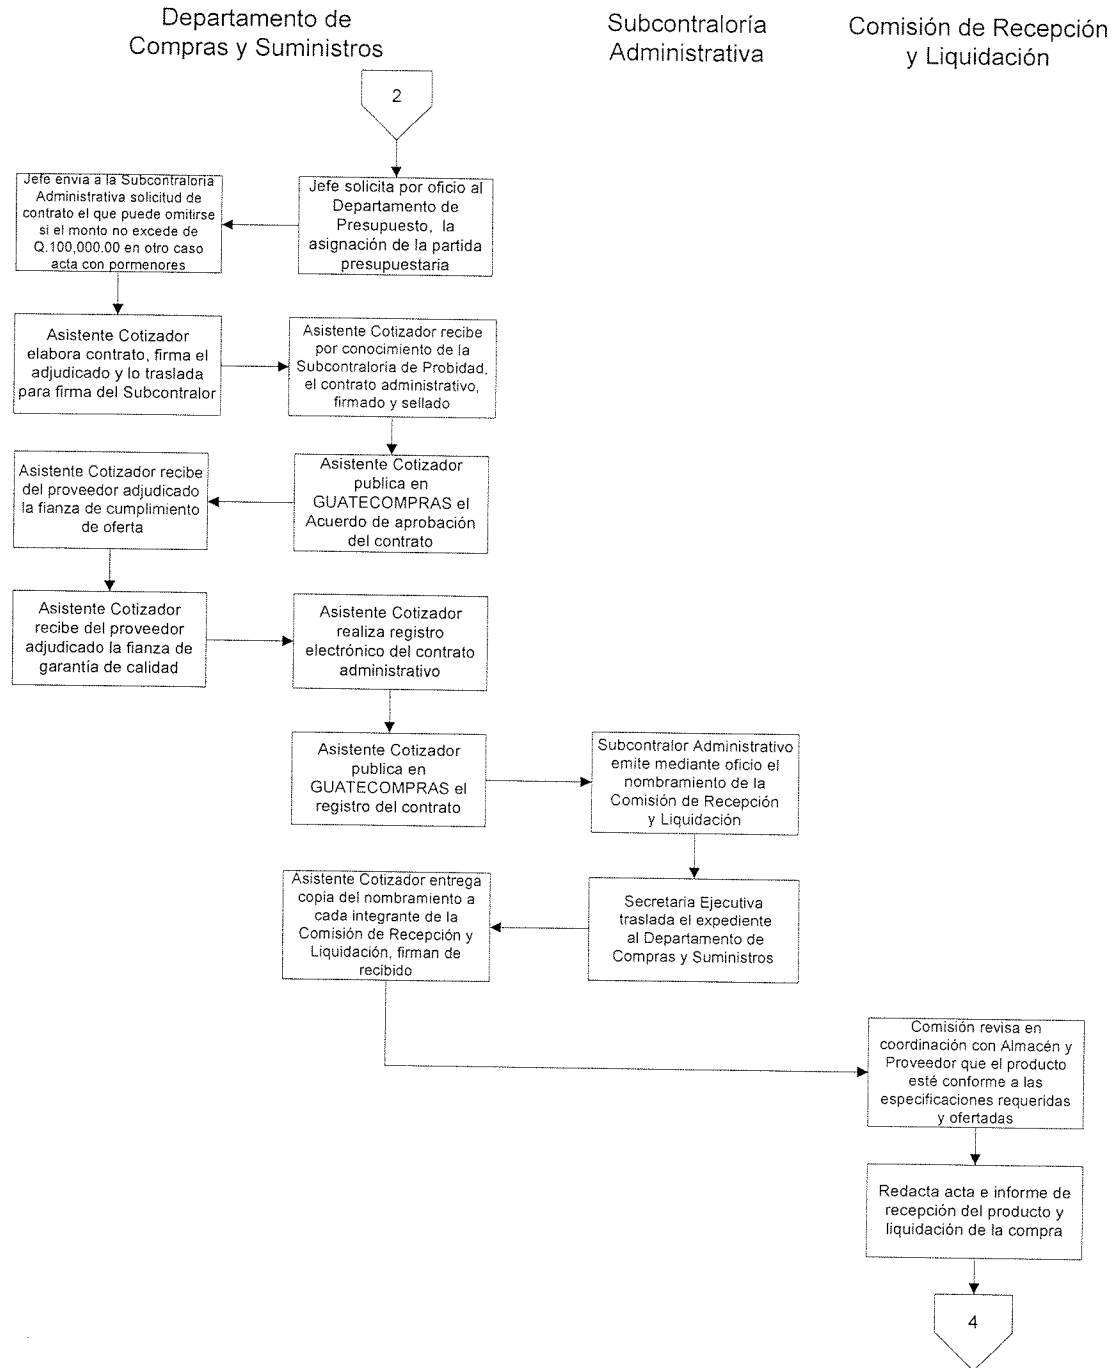 Departamento de
Compras y Suministros
Subcontraloría
Administrativa
Comisión de Recepción
y Liquidación
2
Jefe solicita por oficio al
Departamento de
Presupuesto, la
asignación de la partida
presupuestaria
Jefe envia a la Subcontraloria
Administrativa solicitud de
contrato el que puede omitirse
si el monto no excede de
Q.100,000.00 en otro caso
acta con pormenores
Asistente Cotizador
elabora contrato, firma el
adjudicado y lo traslada
para firma del Subcontralor
Asistente Cotizador recibe
por conocimiento de la
Subcontraloría de Probidad,
el contrato administrativo,
firmado y sellado
Asistente Cotizador
publica en
GUATECOMPRAS el
Acuerdo de aprobación
del contrato
Asistente Cotizador recibe
del proveedor adjudicado
la fianza de cumplimiento
de oferta
Asistente Cotizador
recibe del proveedor
adjudicado la fianza de
garantía de calidad
Asistente Cotizador
realiza registro
electrónico del contrato
administrativo
Asistente Cotizador
publica en
GUATECOMPRAS el
registro del contrato
Subcontralor Administrativo
emite mediante oficio el
nombramiento de la
Comisión de Recepción
y Liquidación
Secretaria Ejecutiva
traslada el expediente
al Departamento de
Compras y Suministros
Asistente Cotizador entrega
copia del nombramiento a
cada integrante de la
Comisión de Recepción y
Liquidación, firman de
recibido
Comisión revisa en
coordinación con Almacén y
Proveedor que el producto
esté conforme a las
especificaciones requeridas
y ofertadas
Redacta acta e informe de
recepción del producto y
liquidación de la compra
4